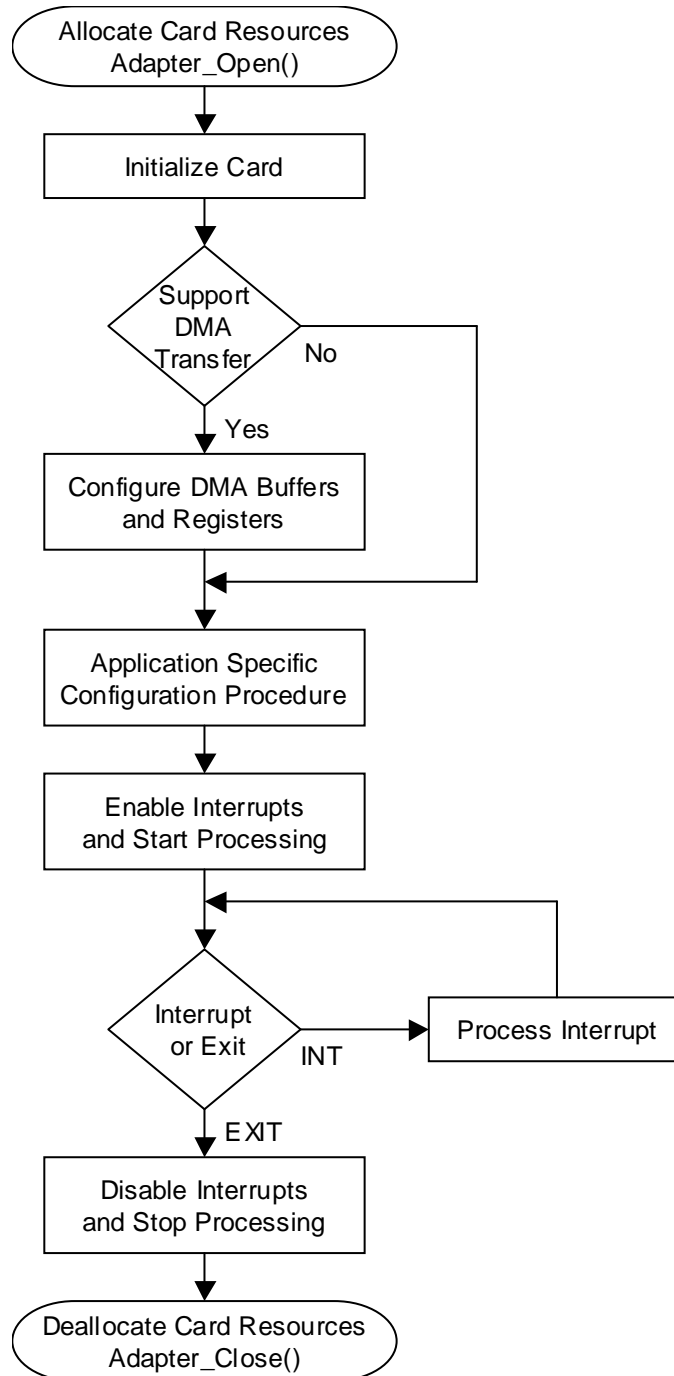 Allocate Card Resources
Adapter_Open()
Initialize Card
Support
DMA
Transfer
No
Yes
Configure DMA Buffers
and Registers
Application Specific
Configuration Procedure
Enable Interrupts
and Start Processing
Interrupt
or Exit
INT
Process Interrupt
EXIT
Disable Interrupts
and Stop Processing
Deallocate Card Resources
Adapter_Close()